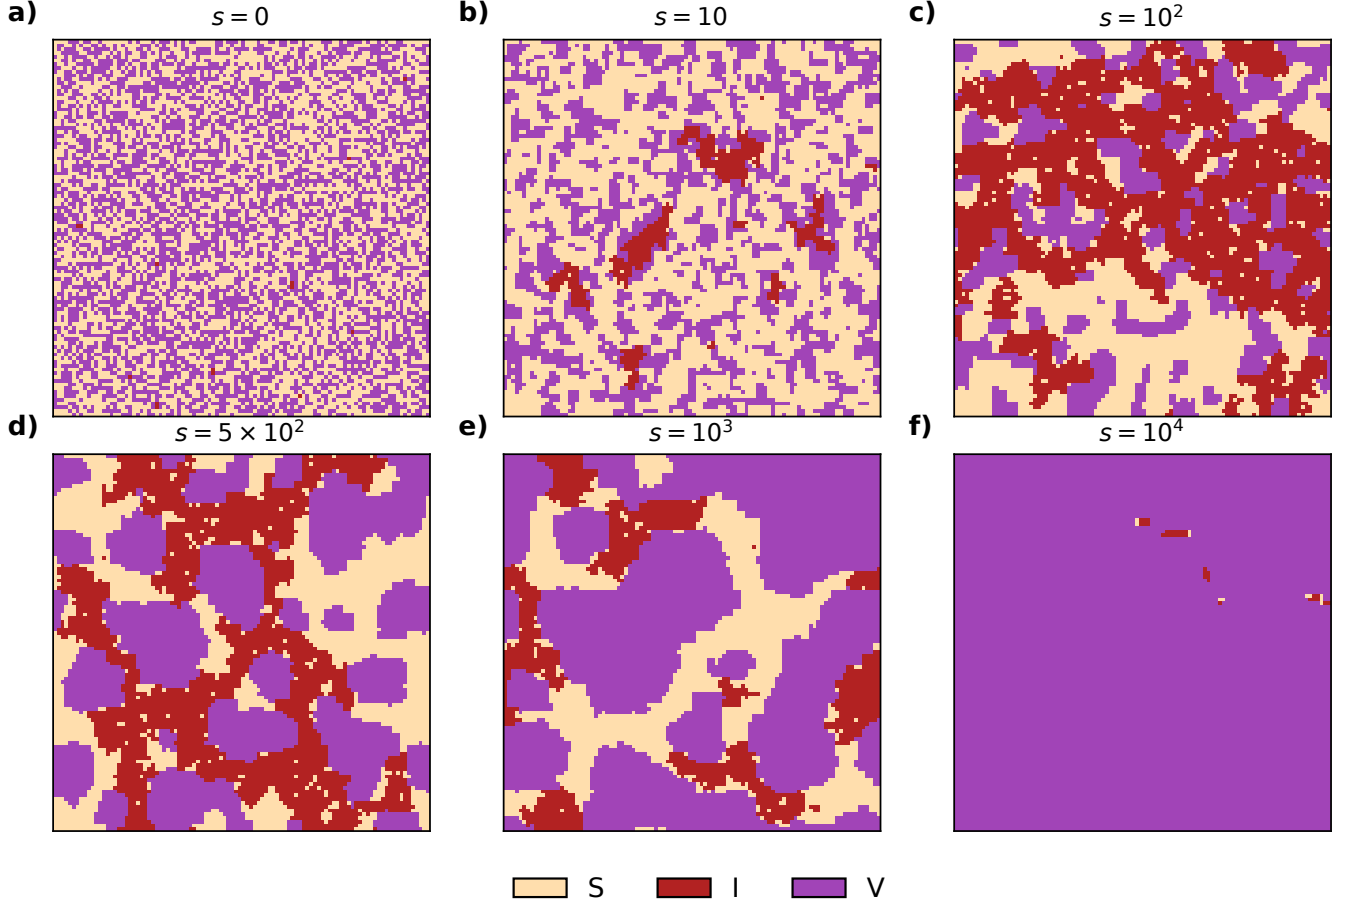 a) s = 0
b) s = 10
c) s = 10²
d) s = 5 × 10²
e) s = 10³
f) s = 10⁴
S I V